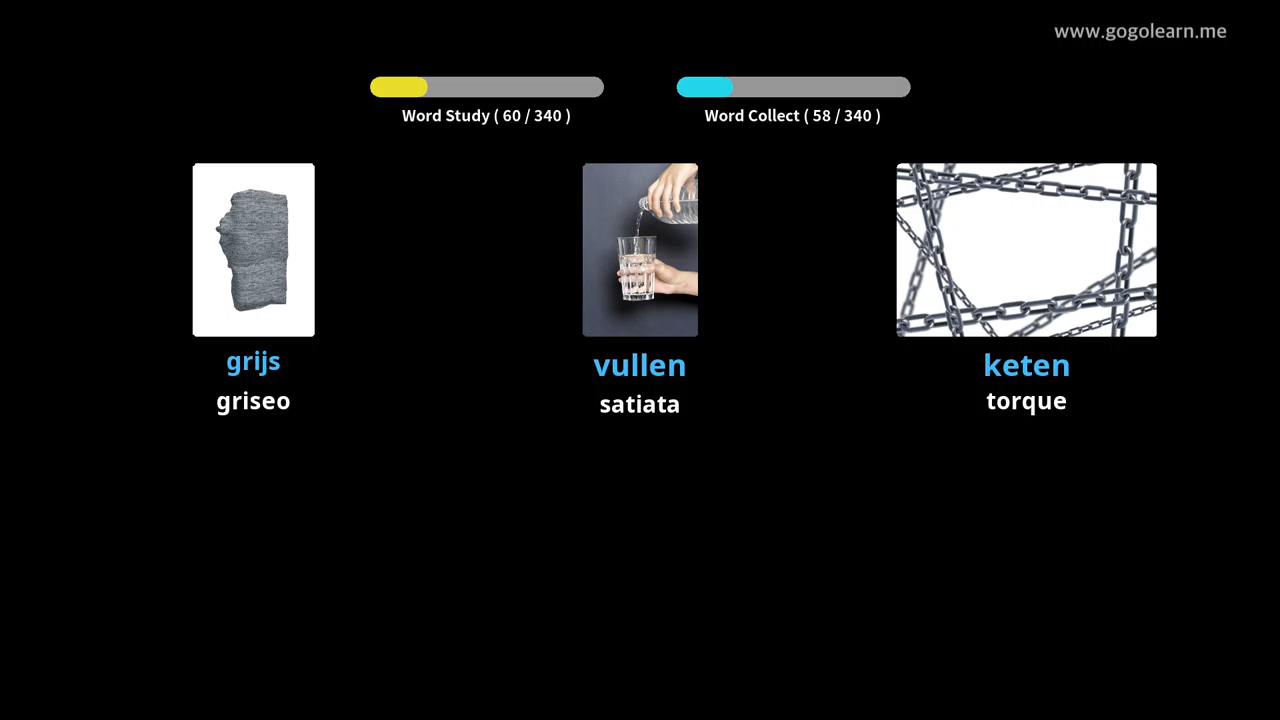 www.gogolearn.me
Word Study ( 60 / 340 )
Word Collect ( 58 / 340 )
grijs
griseo
vullen
satiata
keten
torque